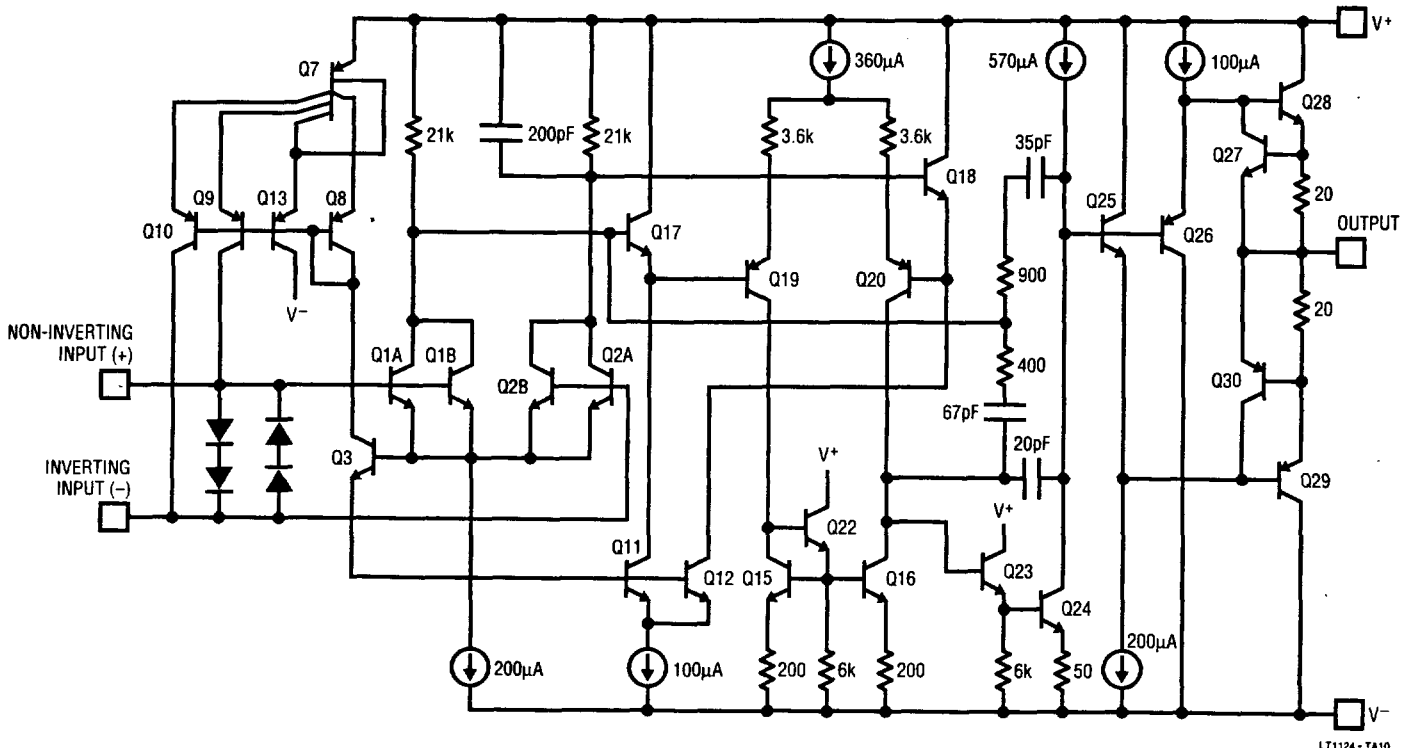 V+
Q7
360µA
570µA
100µA
Q28
21k
200pF
21k
3.6k
3.6k
35pF
Q27
Q18
20
Q9
Q13
Q8
Q10
Q17
Q25
Q26
OUTPUT
Q19
Q20
900
20
V−
NON-INVERTING
INPUT (+)
Q1A
Q1B
Q2A
Q2B
400
Q30
67pF
20pF
Q3
V+
INVERTING
INPUT (−)
Q29
Q22
V+
Q11
Q12
Q15
Q16
Q23
Q24
200µA
100µA
200
6k
200
6k
50
200µA
V−
LT1124 • TA10